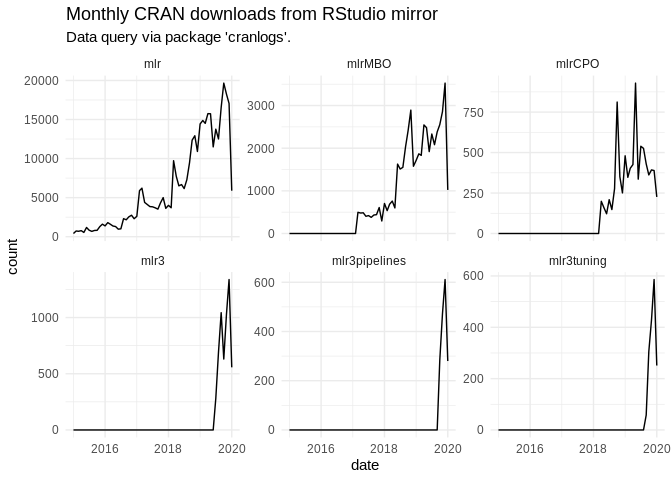 Monthly CRAN downloads from RStudio mirror
Data query via package 'cranlogs'.
mlr
mlrMBO
mlrCPO
20000
15000
10000
5000
0
3000
2000
1000
0
750
500
250
0
count
mlr3
mlr3pipelines
mlr3tuning
1000
500
0
600
400
200
0
600
400
200
0
2016 2018 2020
2016 2018 2020
2016 2018 2020
date